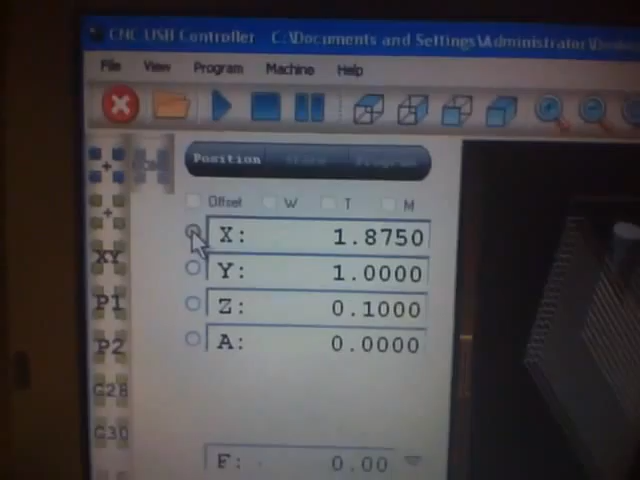 CNC USB Controller C:\Documents and Settings\Administrator\
File View Program Machine Help
Position
Offset W T M
X: 1.8750
Y: 1.0000
XY
Z: 0.1000
P1
A: 0.0000
P2
G28
G30
F: 0.00